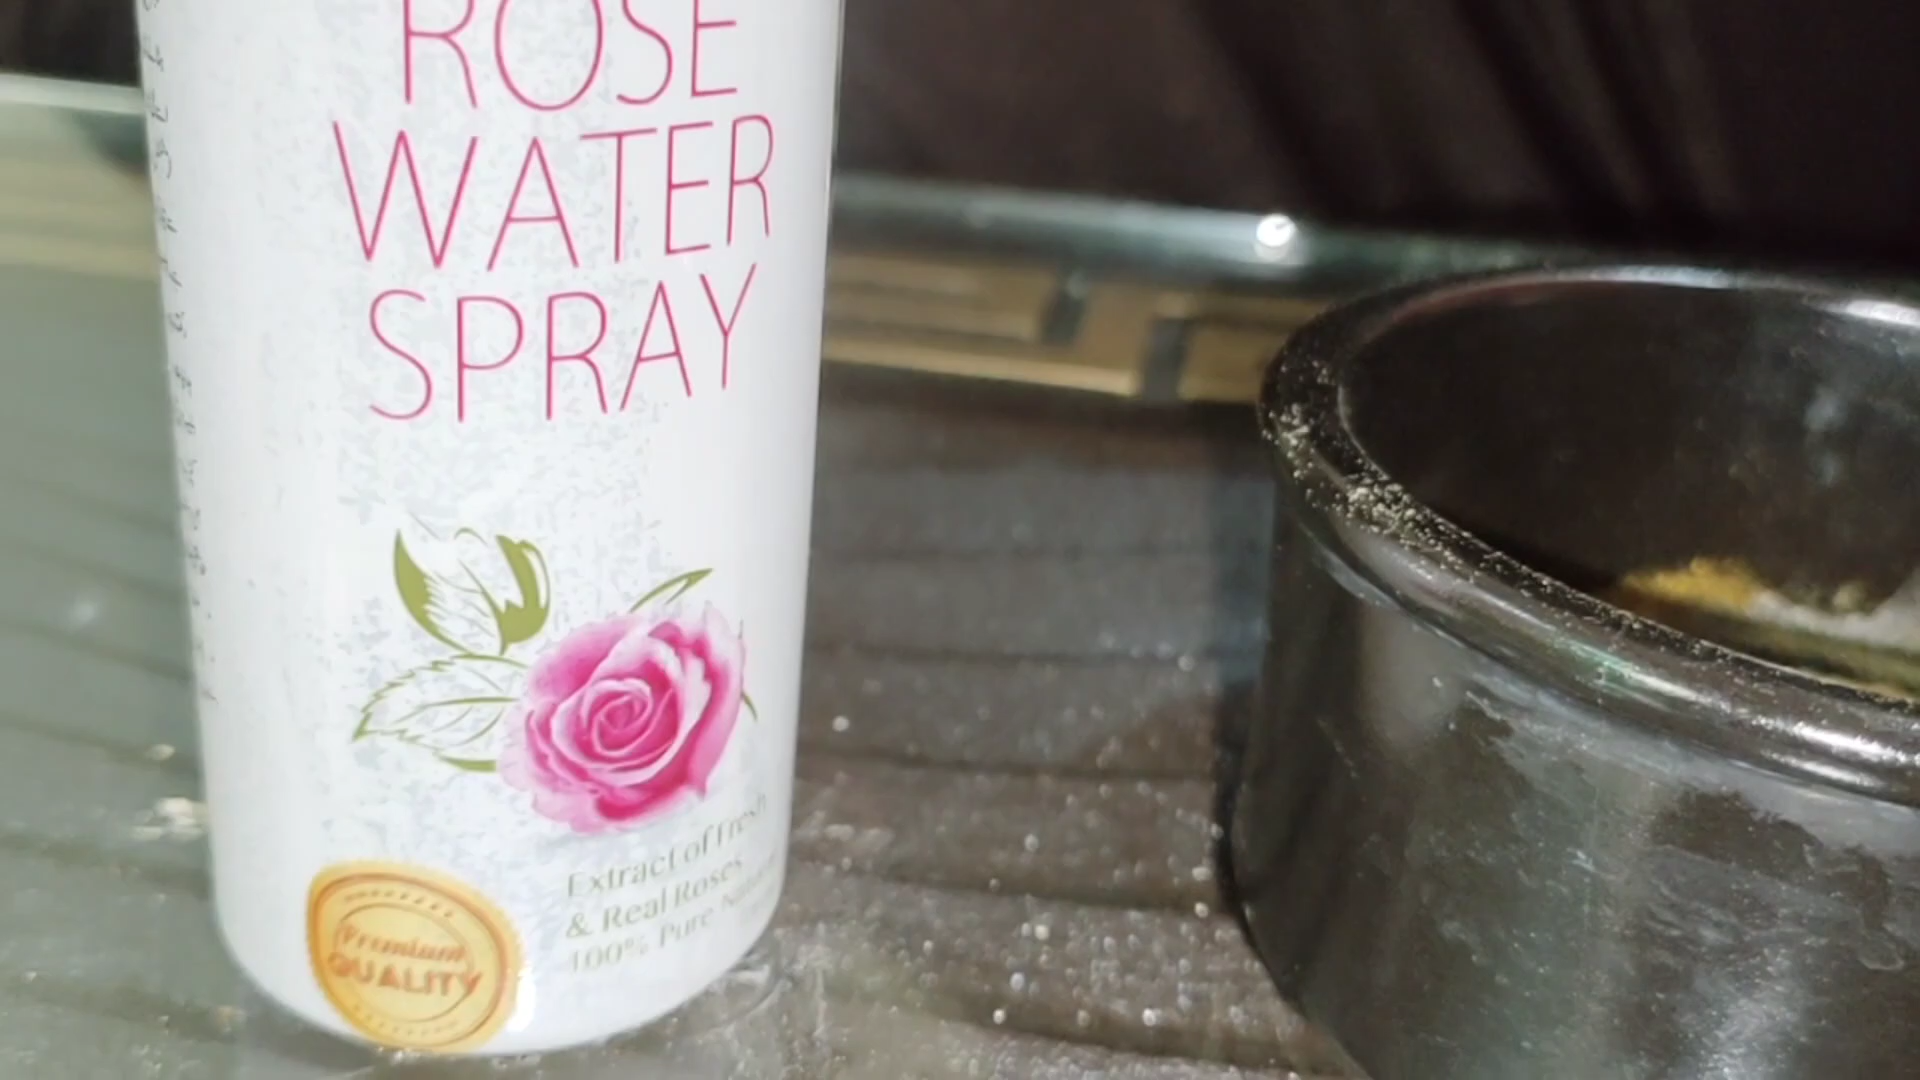 ROSE
WATER
SPRAY
Extract of Fresh
& Real Roses
100% Pure
Premium
QUALITY